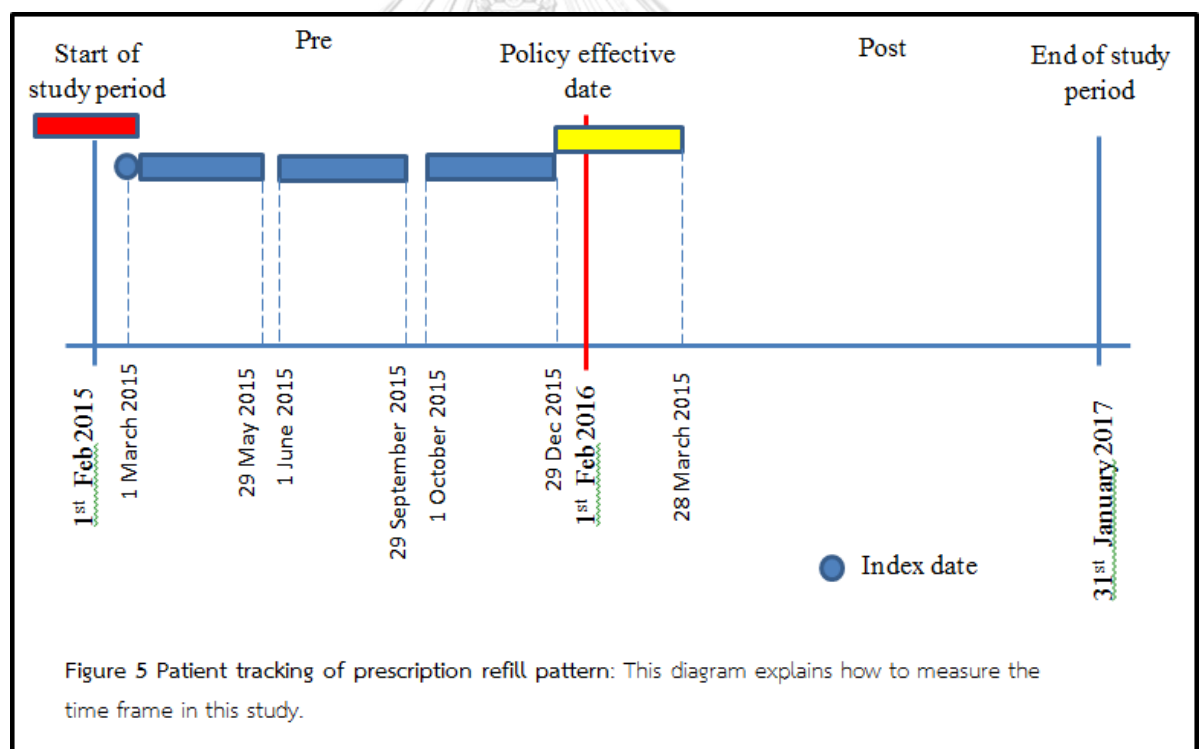 Start of
study period
Pre
Policy effective
date
Post
End of study
period
1st Feb 2015
1 March 2015
29 May 2015
1 June 2015
29 September 2015
1 October 2015
29 Dec 2015
1st Feb 2016
28 March 2015
31st January 2017
Index date
Figure 5 Patient tracking of prescription refill pattern: This diagram explains how to measure the
time frame in this study.